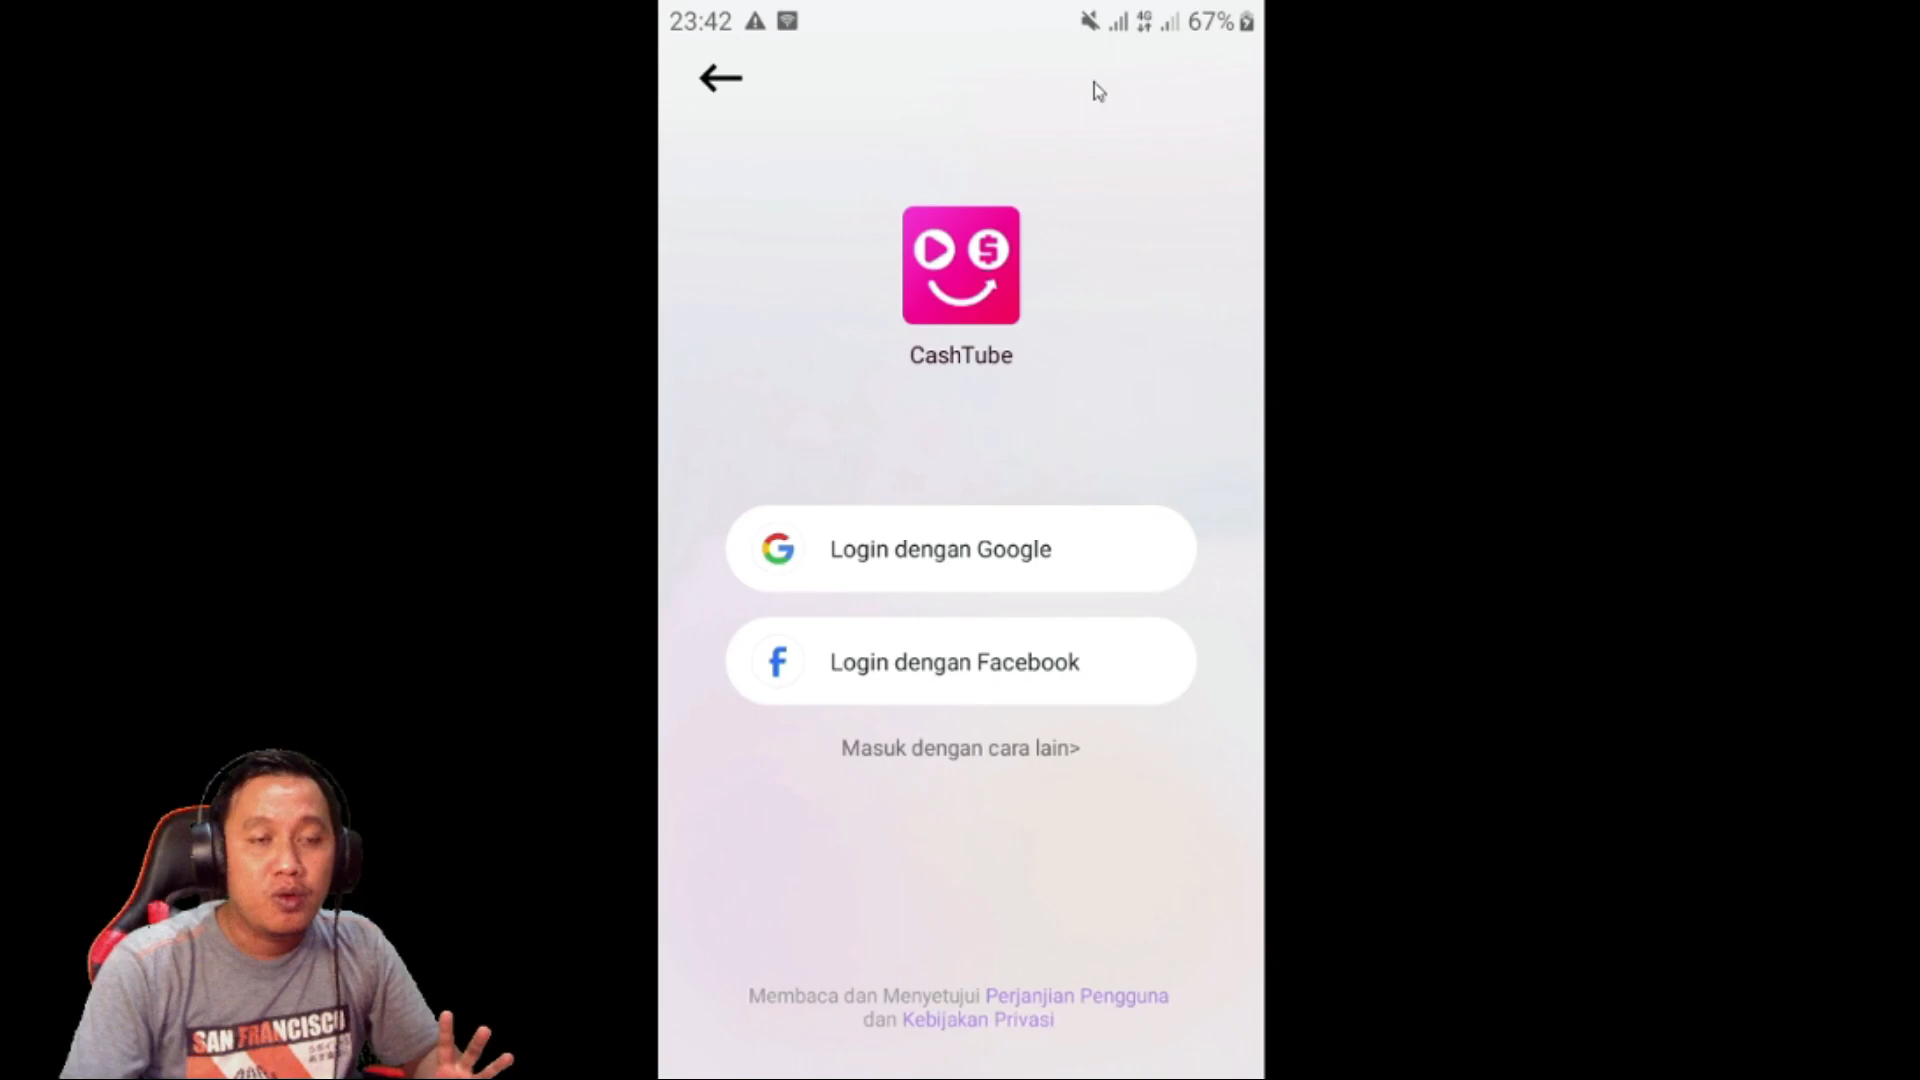 23:42
4G
67%
CashTube
Login dengan Google
Login dengan Facebook
Masuk dengan cara lain>
Membaca dan Menyetujui Perjanjian Pengguna
dan Kebijakan Privasi
SAN FRANCISCO